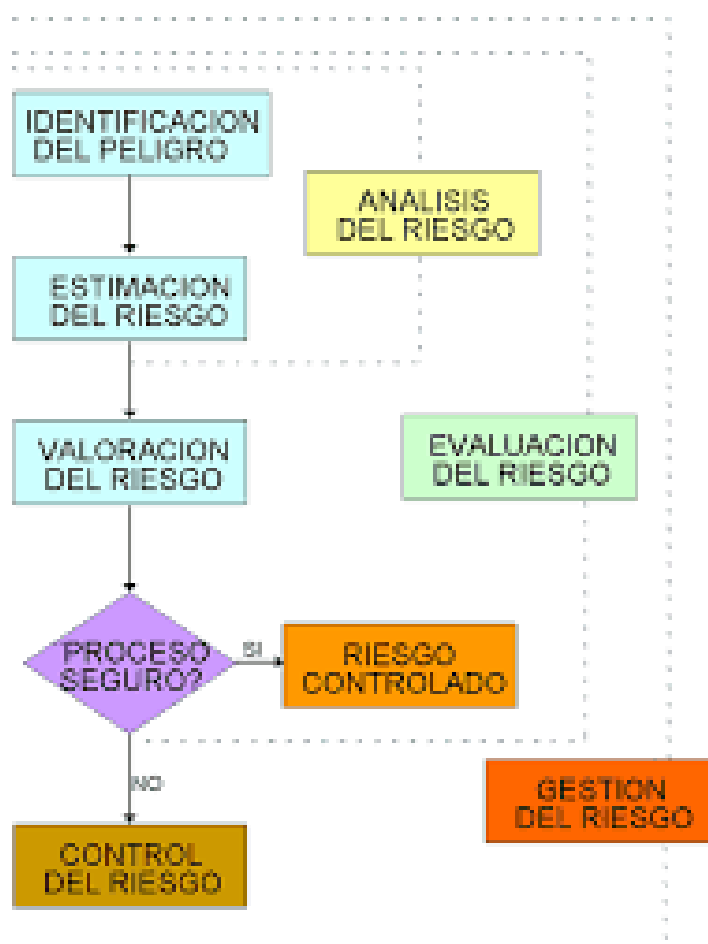 IDENTIFICACION
DEL PELIGRO
ANALISIS
DEL RIESGO
ESTIMACION
DEL RIESGO
VALORACION
DEL RIESGO
EVALUACION
DEL RIESGO
PROCESO
SEGURO?
SI
RIESGO
CONTROLADO
NO
GESTION
DEL RIESGO
CONTROL
DEL RIESGO